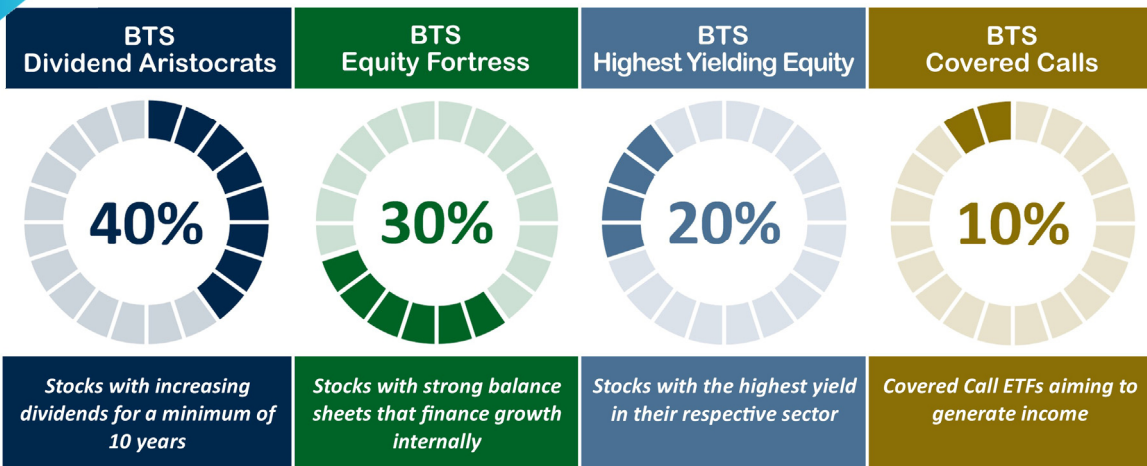 BTS
Dividend Aristocrats
BTS
Equity Fortress
BTS
Highest Yielding Equity
BTS
Covered Calls
40%
30%
20%
10%
Stocks with increasing
dividends for a minimum of
10 years
Stocks with strong balance
sheets that finance growth
internally
Stocks with the highest yield
in their respective sector
Covered Call ETFs aiming to
generate income